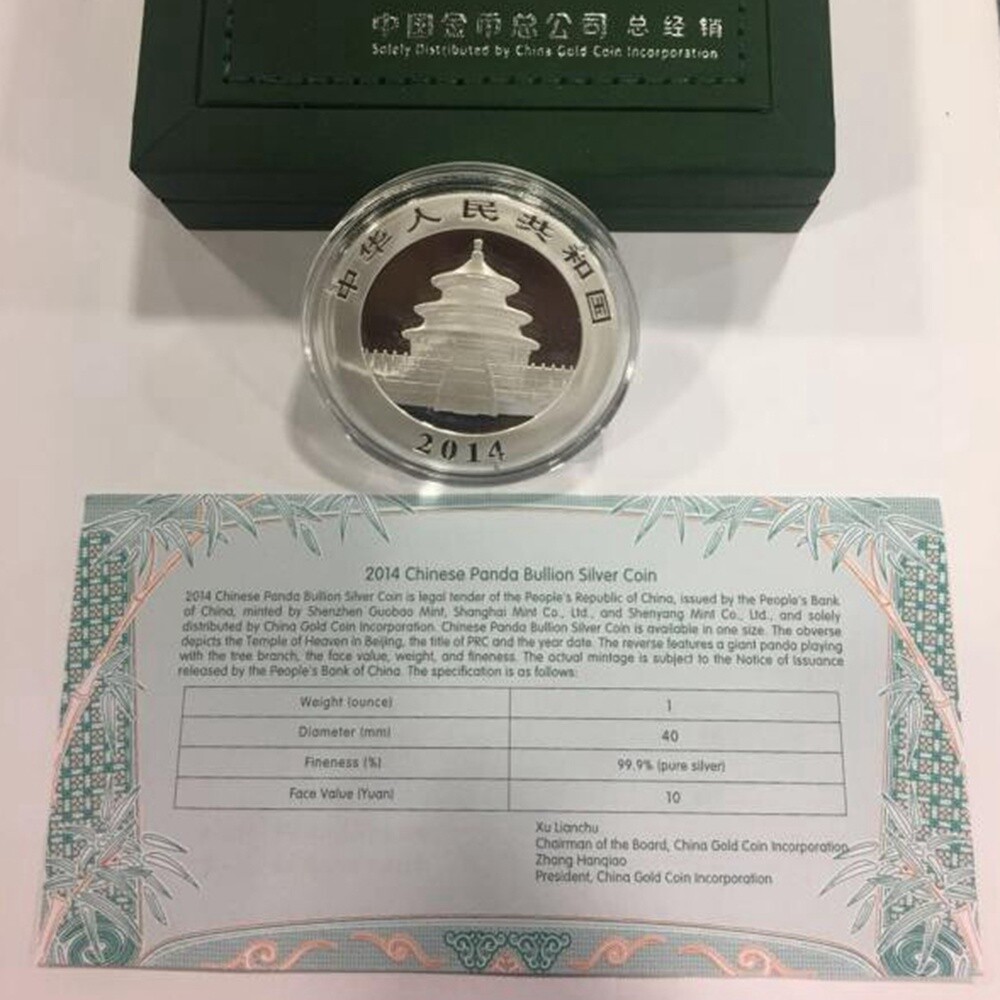 中国金币总公司 总经销
Solely Distributed by China Gold Coin Incorporation
中华人民共和国
2014
2014 Chinese Panda Bullion Silver Coin
2014 Chinese Panda Bullion Silver Coin is legal tender of the People's Republic of China, issued by the People's Bank
of China, minted by Shenzhen Guobao Mint, Shanghai Mint Co., Ltd., and Shenyang Mint Co., Ltd., and solely
distributed by China Gold Coin Incorporation. Chinese Panda Bullion Silver Coin is available in one size. The obverse
depicts the Temple of Heaven in Beijing, the title of PRC and the year date. The reverse features a giant panda playing
with the tree branch, the face value, weight, and fineness. The actual mintage is subject to the Notice of Issuance
released by the People's Bank of China. The specification is as follows:
Weight (ounce) 1
Diameter (mm) 40
Fineness (%) 99.9% (pure silver)
Face Value (Yuan) 10
Xu Lianchu
Chairman of the Board, China Gold Coin Incorporation
Zhang Hanqiao
President, China Gold Coin Incorporation